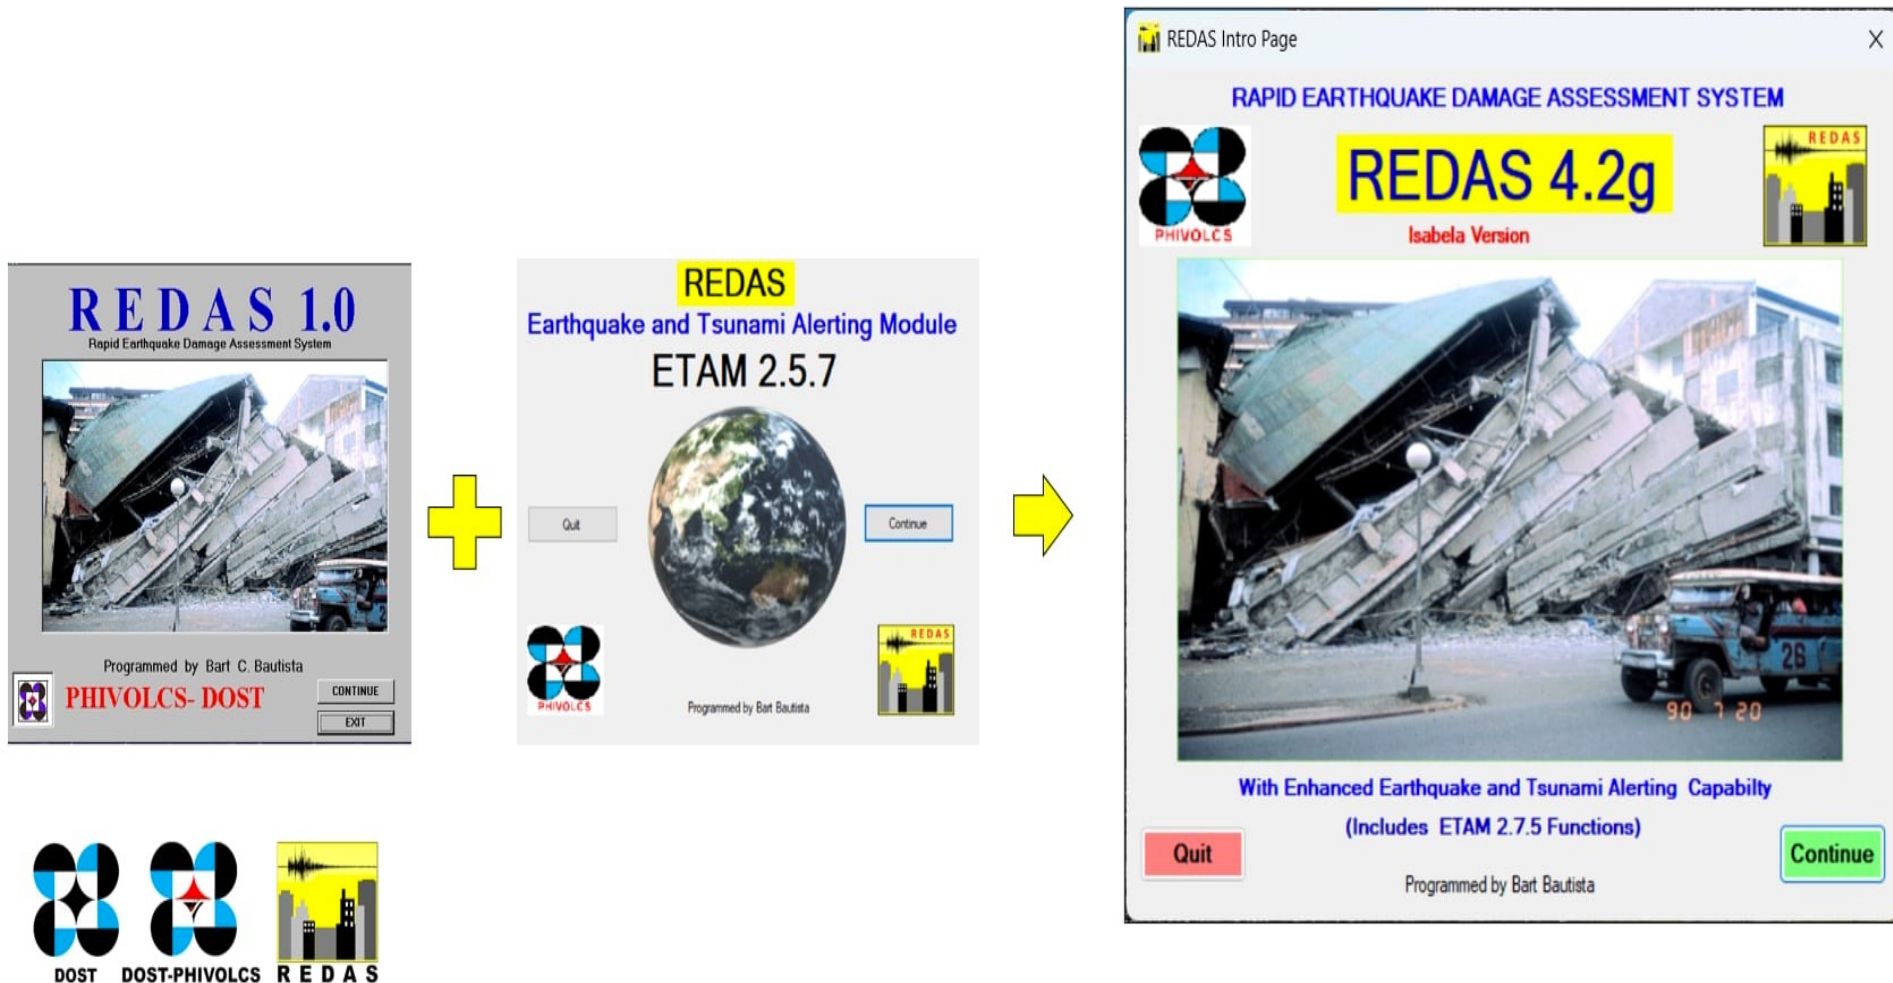 R E D A S 1.0
Rapid Earthquake Damage Assessment System
Programmed by Bart C. Bautista
PHIVOLCS- DOST
CONTINUE
EXIT
REDAS
Earthquake and Tsunami Alerting Module
ETAM 2.5.7
Quit
Continue
REDAS
PHIVOLCS
Programmed by Bart Bautista
REDAS Intro Page
X
RAPID EARTHQUAKE DAMAGE ASSESSMENT SYSTEM
REDAS 4.2g
REDAS
PHIVOLCS
Isabela Version
26
90 7 20
With Enhanced Earthquake and Tsunami Alerting Capabilty
(Includes ETAM 2.7.5 Functions)
Quit
Continue
Programmed by Bart Bautista
DOST
DOST-PHIVOLCS
R E D A S